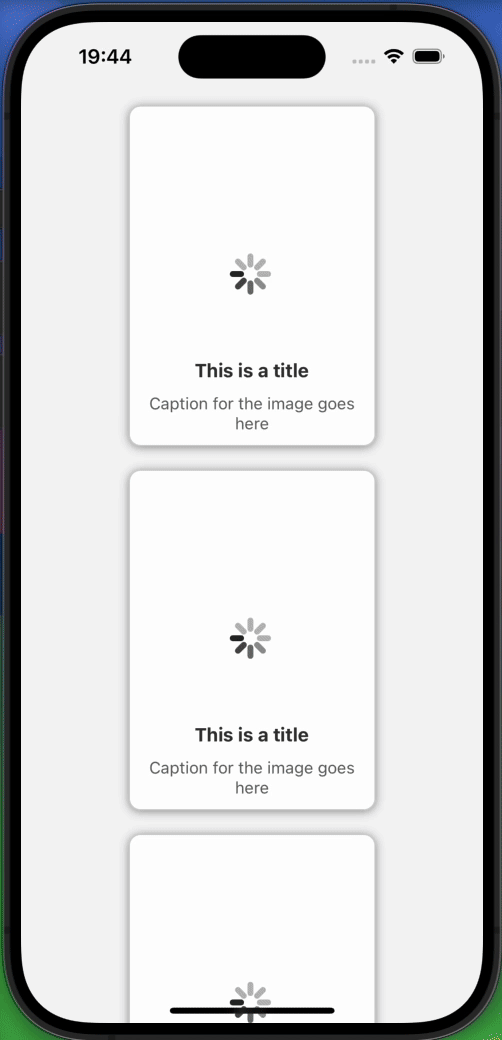 19:44
This is a title
Caption for the image goes
here
This is a title
Caption for the image goes
here